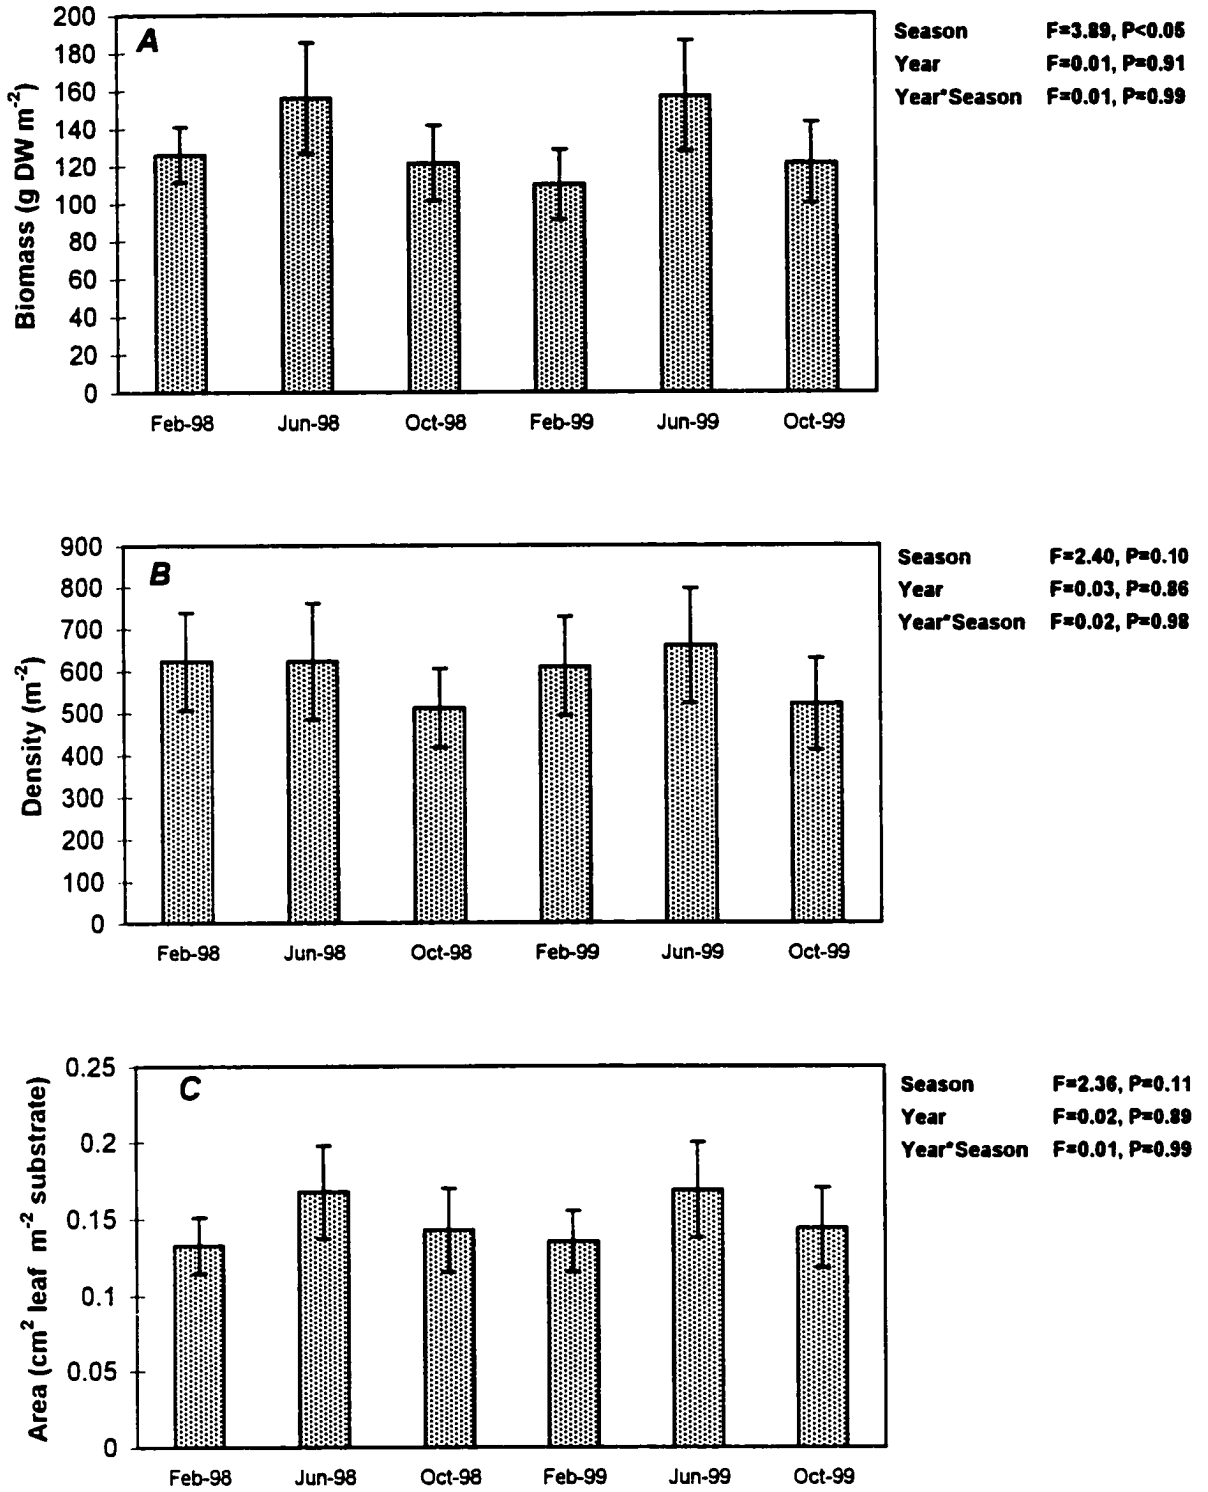 A
Season F=3.89, P<0.05
Year F=0.01, P=0.91
Year*Season F=0.01, P=0.99
Biomass (g DW m⁻²)
200
180
160
140
120
100
80
60
40
20
0
Feb-98 Jun-98 Oct-98 Feb-99 Jun-99 Oct-99
B
Season F=2.40, P=0.10
Year F=0.03, P=0.86
Year*Season F=0.02, P=0.98
Density (m⁻²)
900
800
700
600
500
400
300
200
100
0
Feb-98 Jun-98 Oct-98 Feb-99 Jun-99 Oct-99
C
Season F=2.36, P=0.11
Year F=0.02, P=0.89
Year*Season F=0.01, P=0.99
Area (cm² leaf m⁻² substrate)
0.25
0.2
0.15
0.1
0.05
0
Feb-98 Jun-98 Oct-98 Feb-99 Jun-99 Oct-99